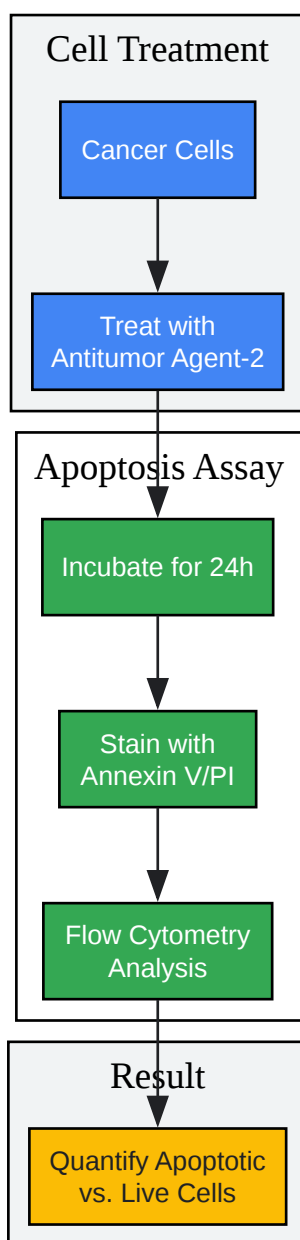 Cell Treatment
Cancer Cells
Treat with
Antitumor Agent-2
Apoptosis Assay
Incubate for 24h
Stain with
Annexin V/PI
Flow Cytometry
Analysis
Result
Quantify Apoptotic
vs. Live Cells